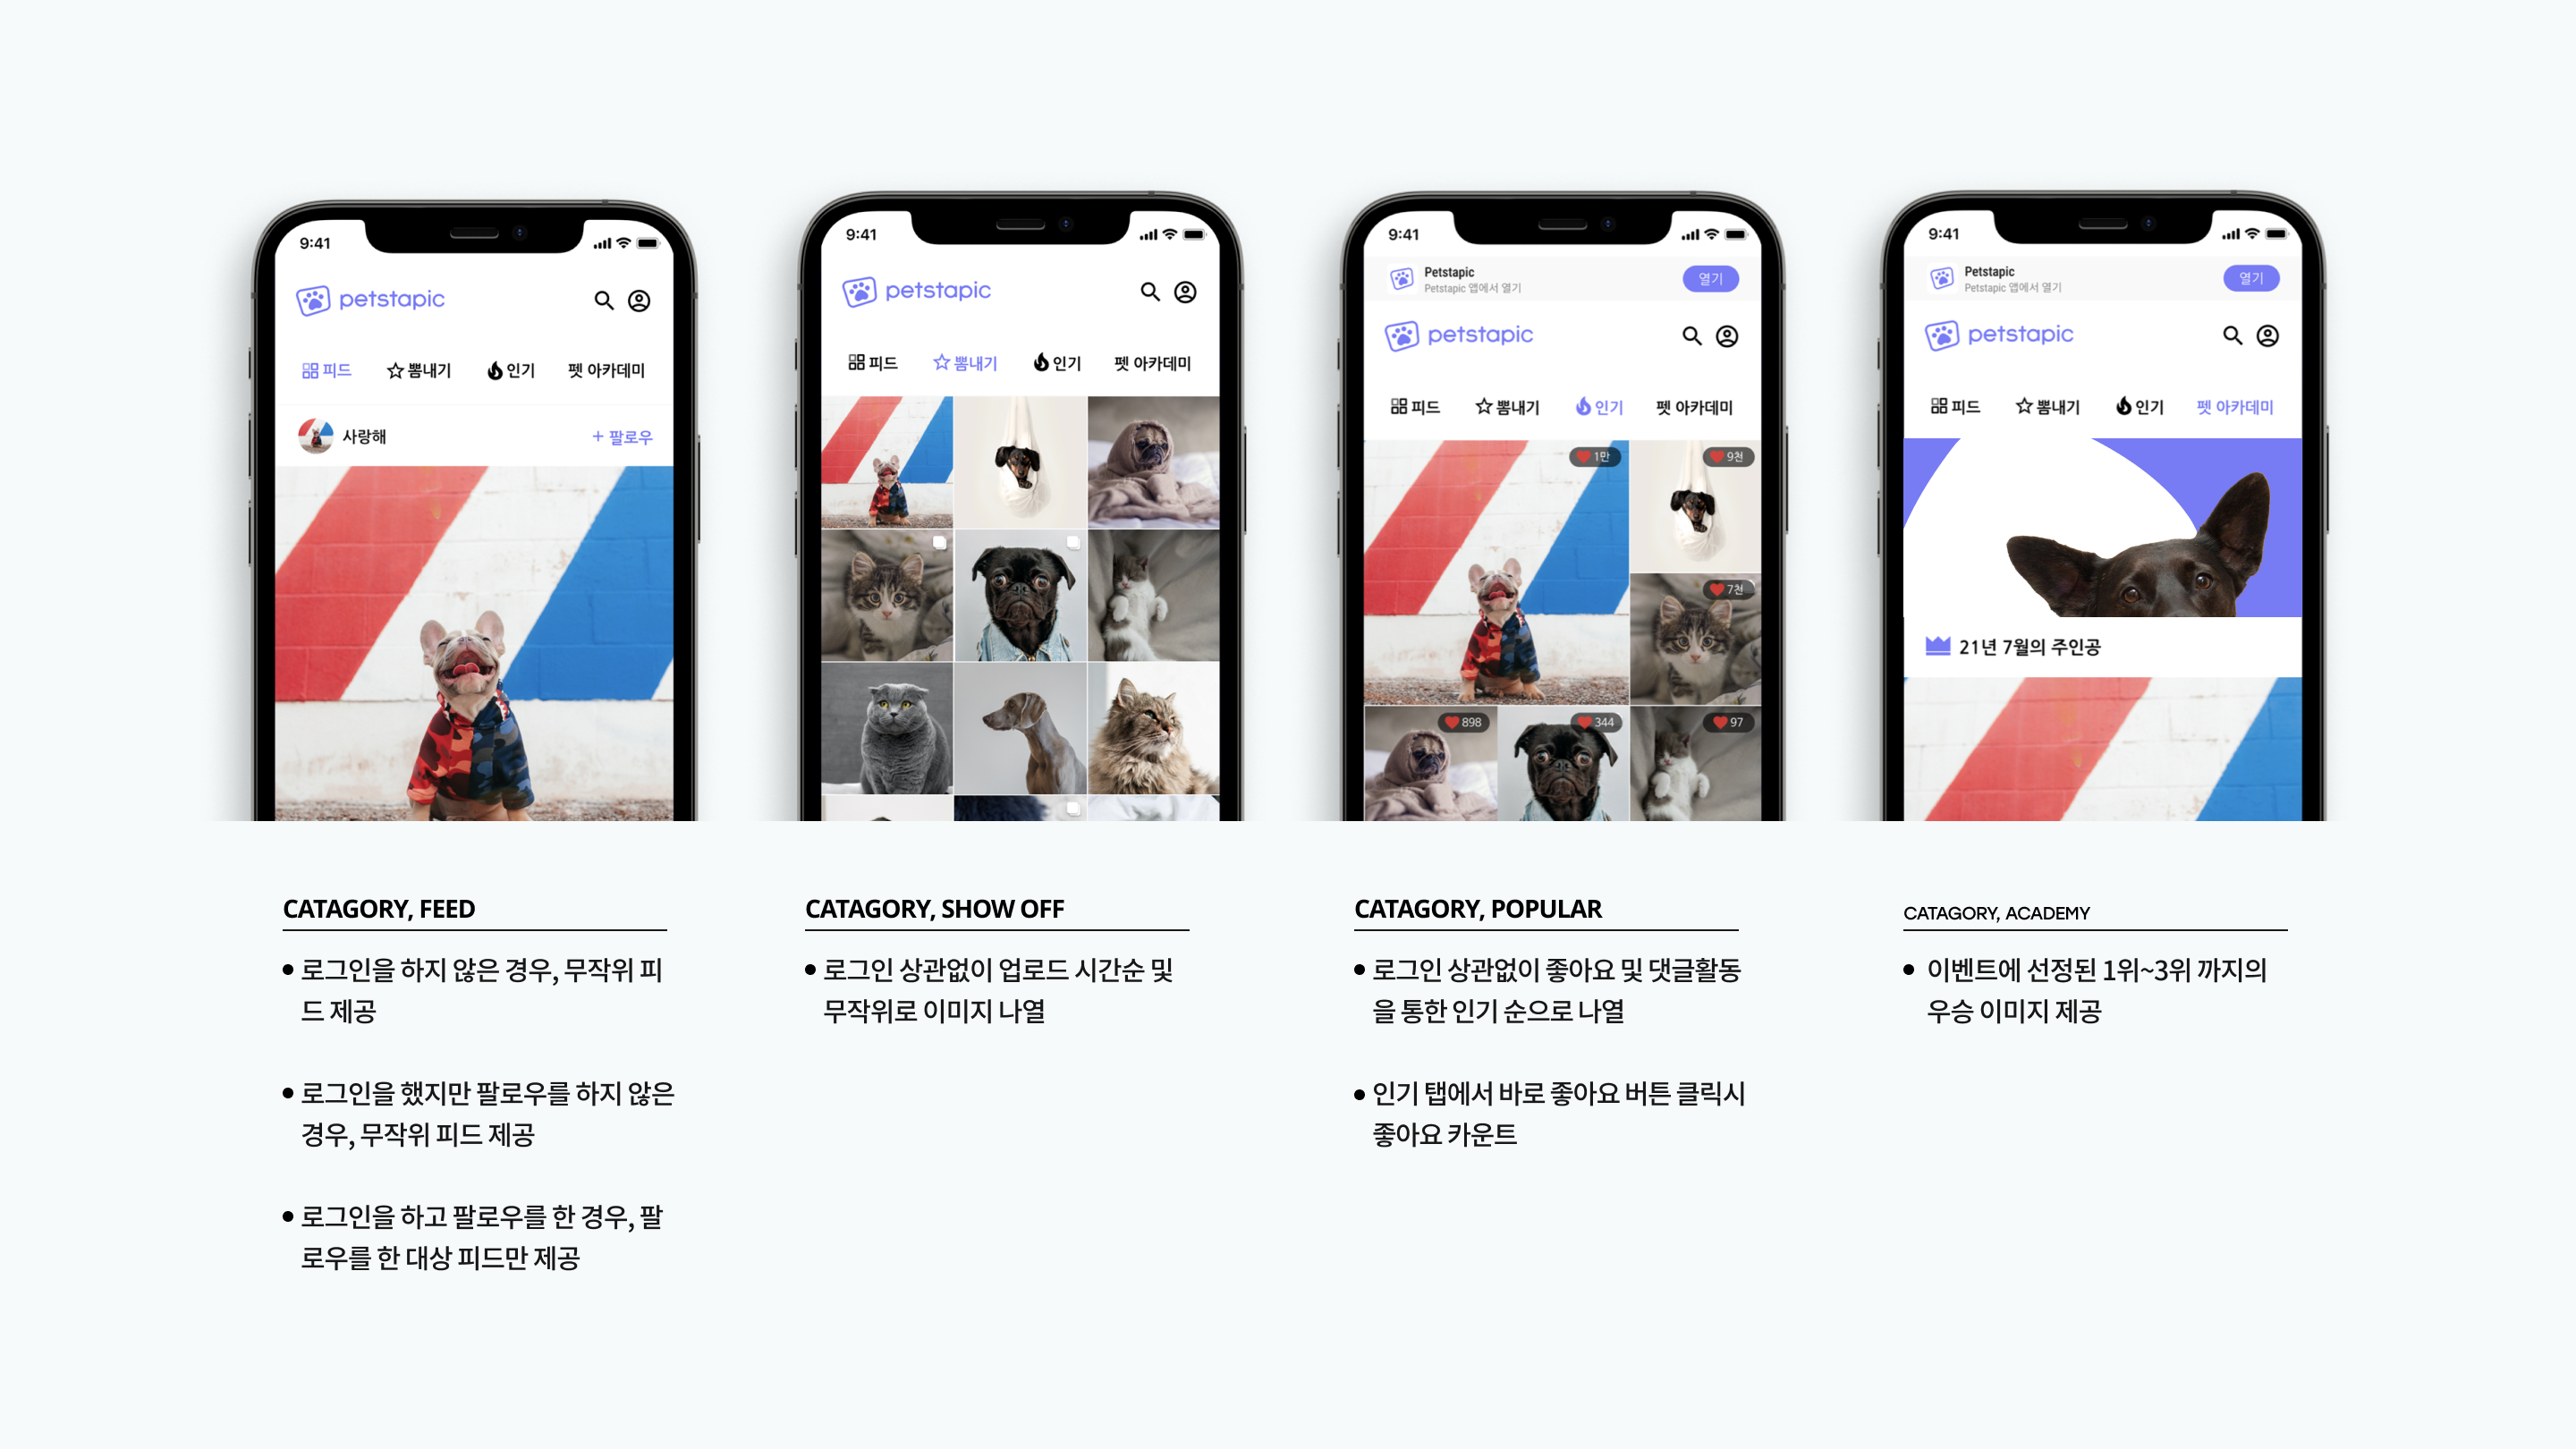 9:41
petstapic
피드
뽐내기
인기
펫 아카데미
사랑해
+ 팔로우
9:41
petstapic
피드
뽐내기
인기
펫 아카데미
9:41
Petstapic
Petstapic 앱에서 열기
열기
petstapic
피드
뽐내기
인기
펫 아카데미
1만
9천
7천
898
344
97
9:41
Petstapic
Petstapic 앱에서 열기
열기
petstapic
피드
뽐내기
인기
펫 아카데미
21년 7월의 주인공
CATAGORY, FEED
• 로그인을 하지 않은 경우, 무작위 피
드 제공
• 로그인을 했지만 팔로우를 하지 않은
경우, 무작위 피드 제공
• 로그인을 하고 팔로우를 한 경우, 팔
로우를 한 대상 피드만 제공
CATAGORY, SHOW OFF
• 로그인 상관없이 업로드 시간순 및
무작위로 이미지 나열
CATAGORY, POPULAR
• 로그인 상관없이 좋아요 및 댓글활동
을 통한 인기 순으로 나열
• 인기 탭에서 바로 좋아요 버튼 클릭시
좋아요 카운트
CATAGORY, ACADEMY
• 이벤트에 선정된 1위~3위 까지의
우승 이미지 제공